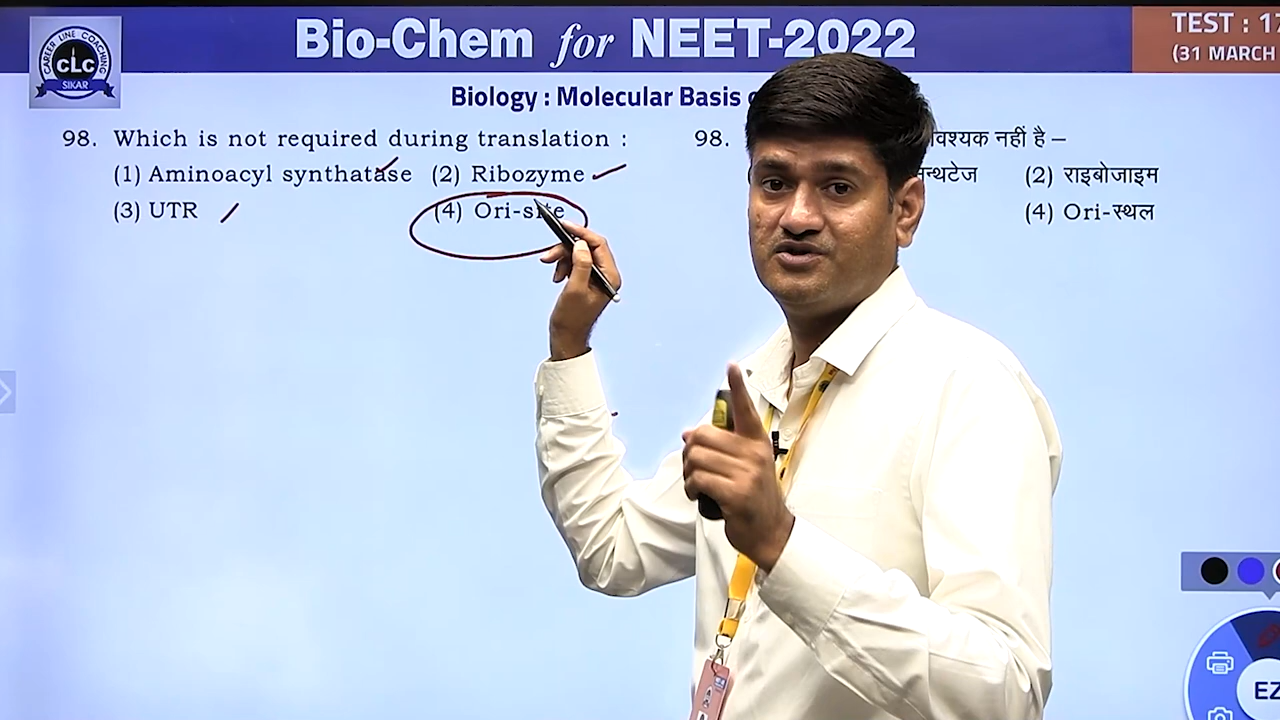 CAREER LINE COACHING
CLC
SIKAR
Bio-Chem for NEET-2022
TEST : 17
(31 MARCH
Biology : Molecular Basis
98. Which is not required during translation :
(1) Aminoacyl synthatase (2) Ribozyme
(3) UTR (4) Ori-site
98. वश्यक नहीं है –
न्थटेज (2) राइबोजाइम
(4) Ori-स्थल
EZ